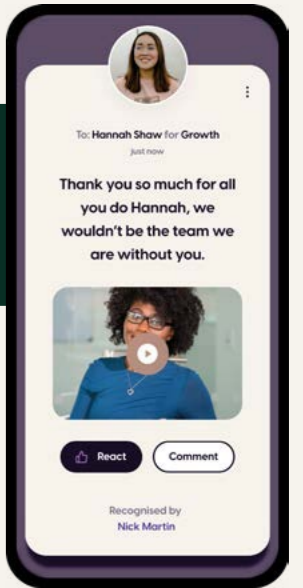 To: Hannah Shaw for Growth
just now
Thank you so much for all
you do Hannah, we
wouldn't be the team we
are without you.
React
Comment
Recognised by
Nick Martin